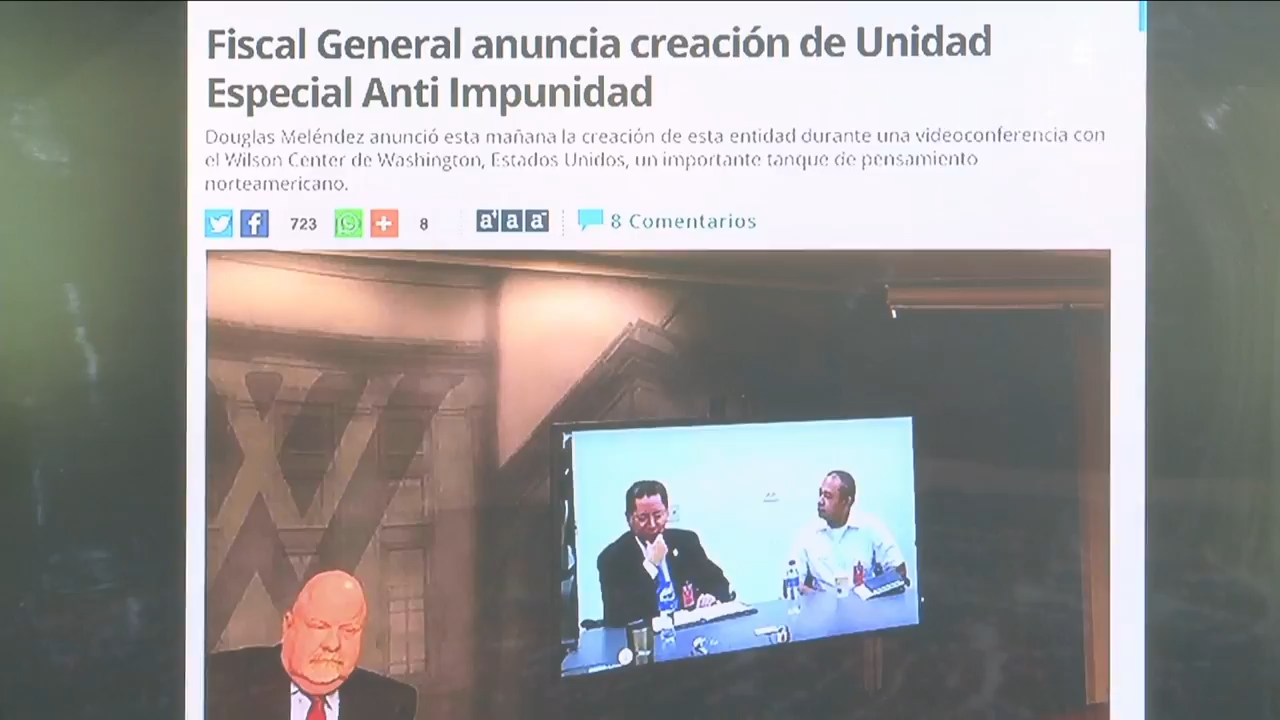 Fiscal General anuncia creación de Unidad
Especial Anti Impunidad
Douglas Meléndez anunció esta mañana la creación de esta entidad durante una videoconferencia con
el Wilson Center de Washington, Estados Unidos, un importante tanque de pensamiento
norteamericano.
723 8 a+ a a- 8 Comentarios